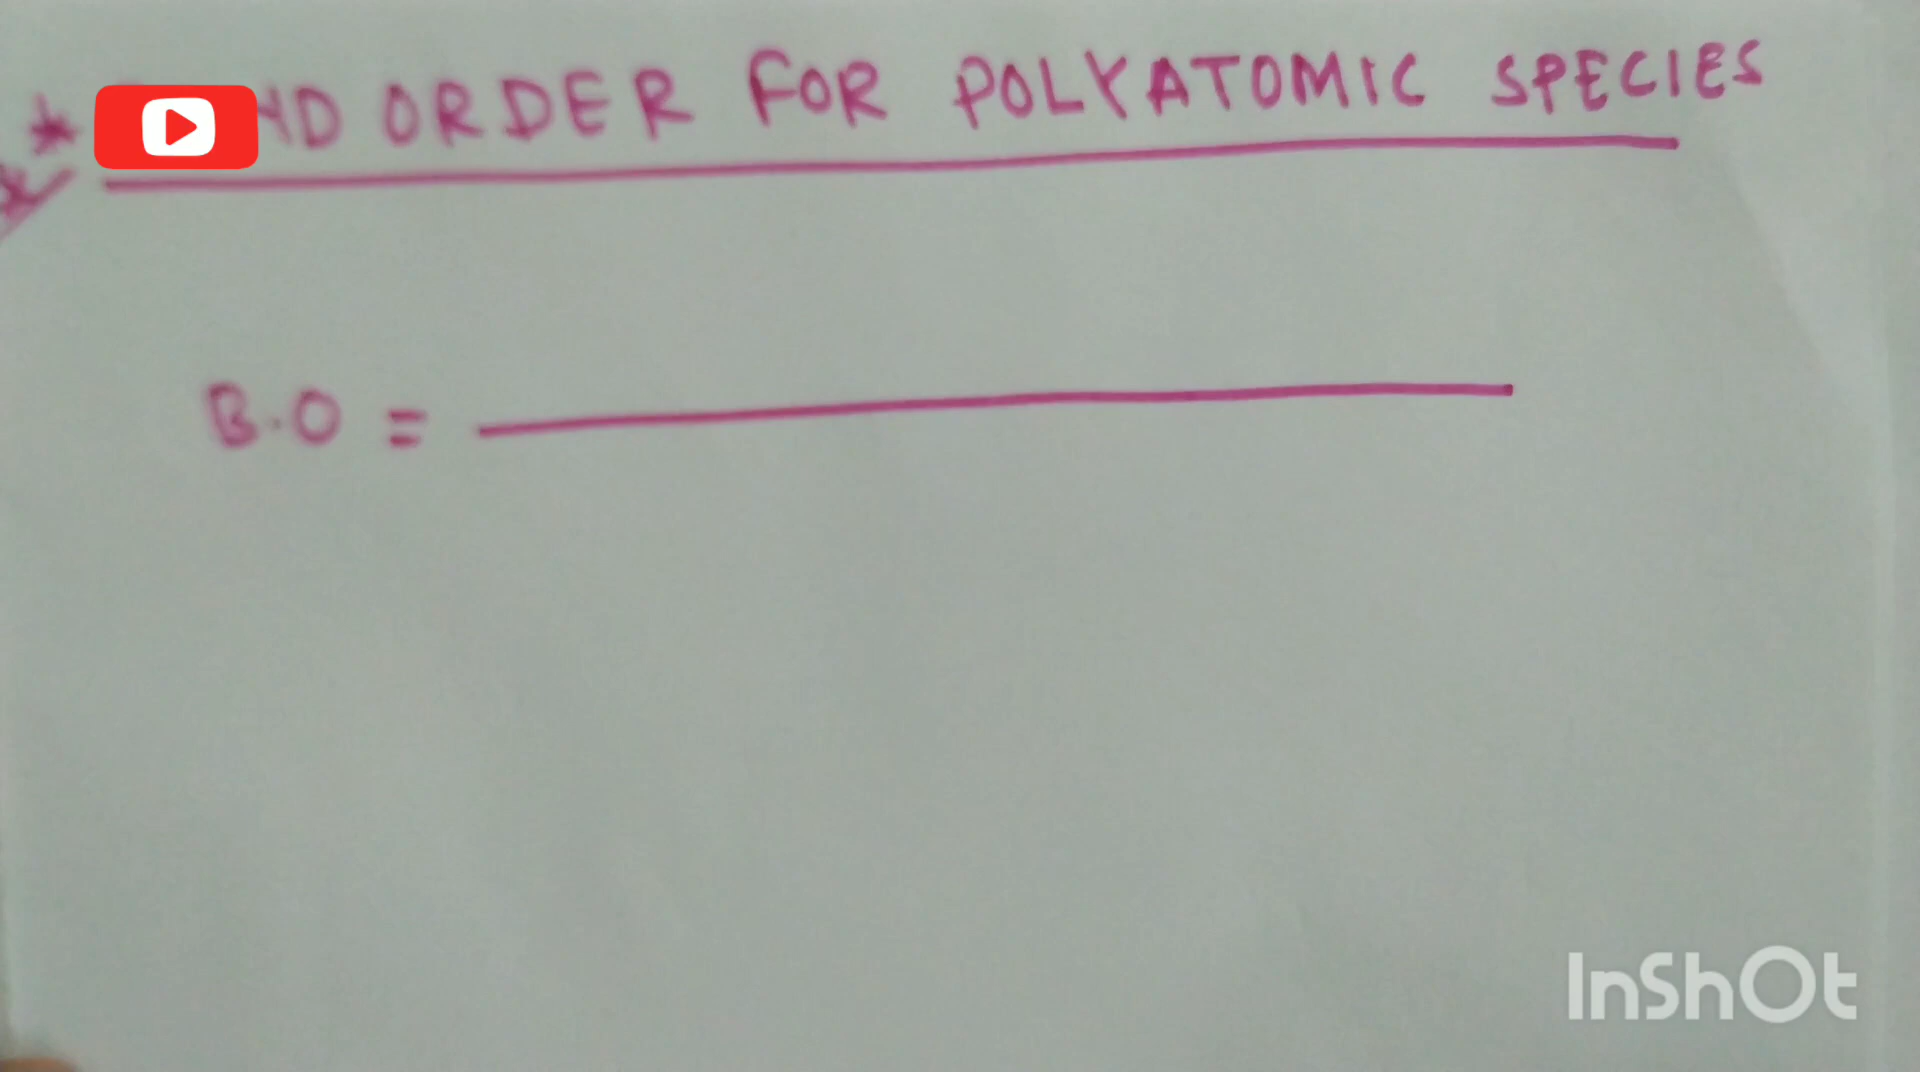 * ND ORDER FOR POLYATOMIC SPECIES
B.O =
InShOt